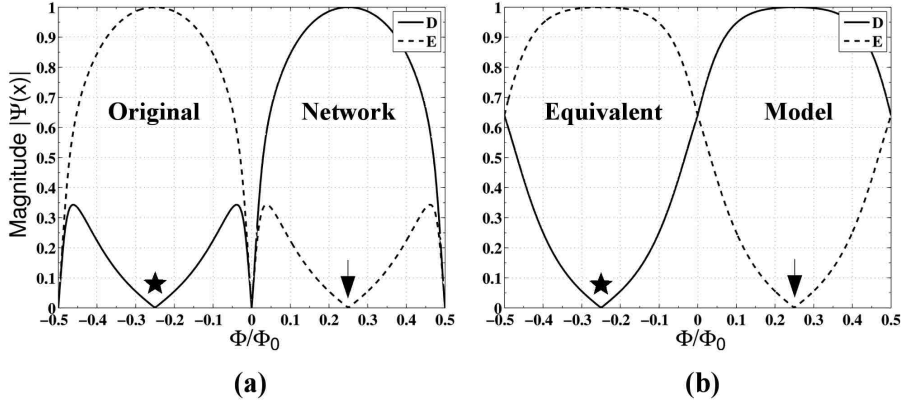 Magnitude |Ψ(x)|
1
0.9
0.8
0.7
0.6
0.5
0.4
0.3
0.2
0.1
0
D
E
Original Network
−0.5 −0.4 −0.3 −0.2 −0.1 0 0.1 0.2 0.3 0.4 0.5
Φ/Φ0
(a)
1
0.9
0.8
0.7
0.6
0.5
0.4
0.3
0.2
0.1
0
D
E
Equivalent Model
−0.5 −0.4 −0.3 −0.2 −0.1 0 0.1 0.2 0.3 0.4 0.5
Φ/Φ0
(b)